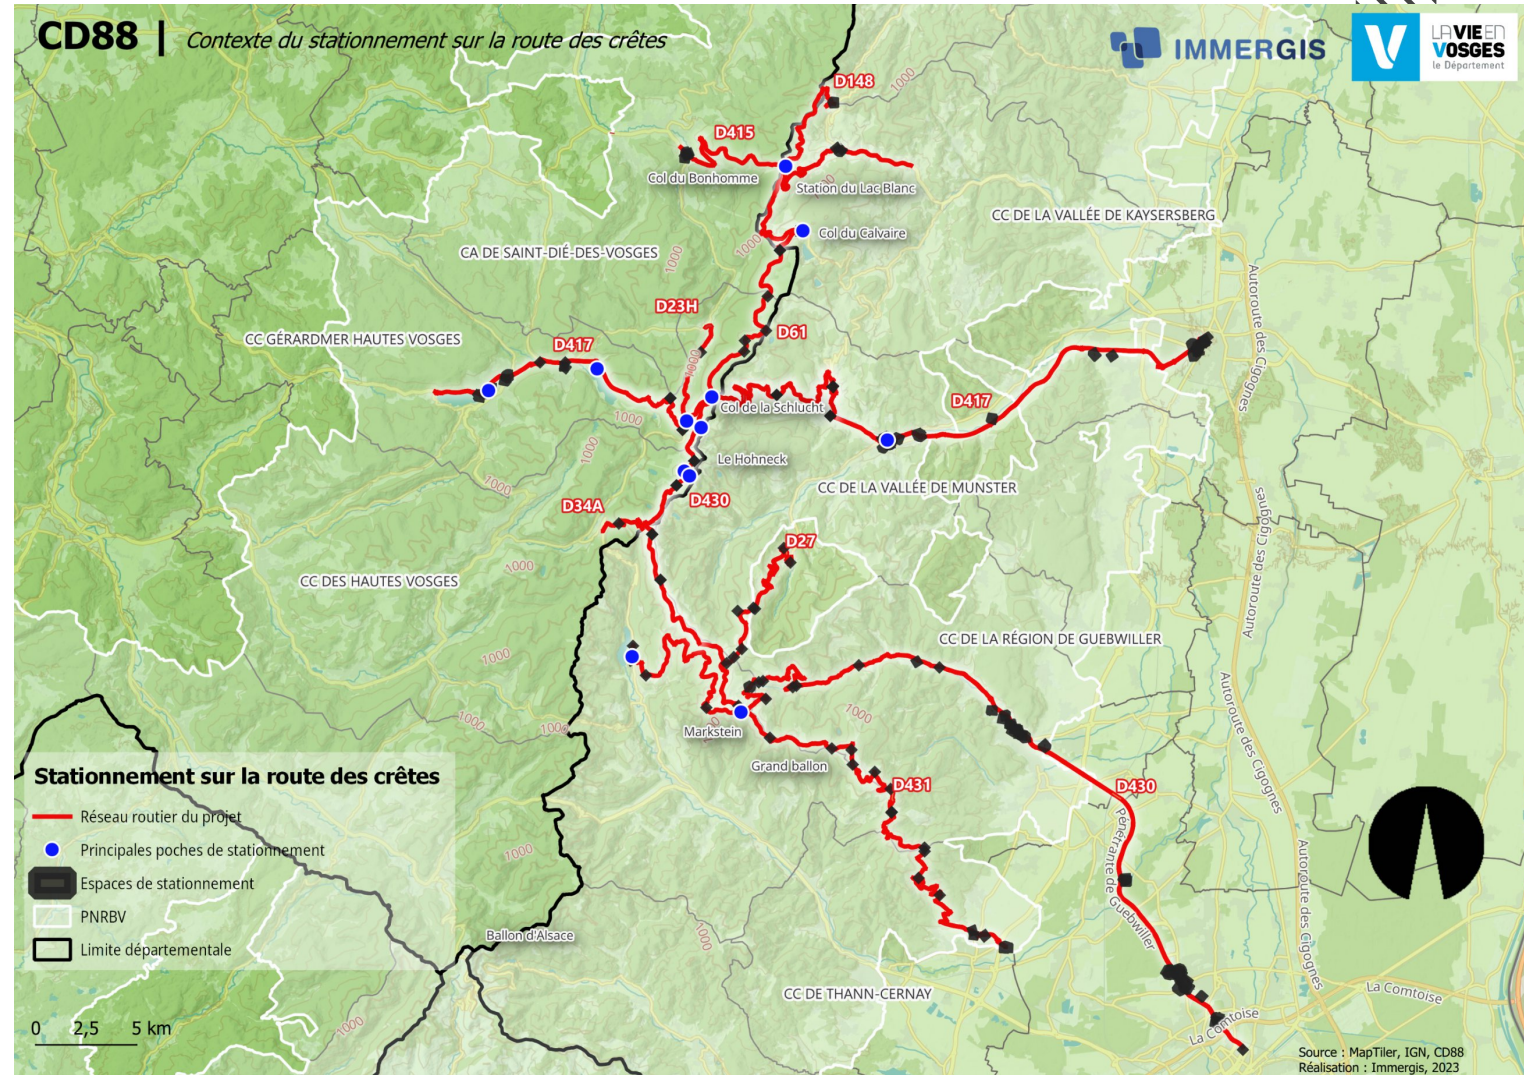 CD88 | Contexte du stationnement sur la route des crêtes
IMMERGIS
LA VIE EN
VOSGES
le Département
D148
1000
D415
Col du Bonhomme
Station du Lac Blanc
1000
CC DE LA VALLÉE DE KAYSERSBERG
Col du Calvaire
1000
CA DE SAINT-DIÉ-DES-VOSGES
1000
Autoroute des Cigognes
D23H
D61
CC GÉRARDMER HAUTES VOSGES
D417
1000
D417
Col de la Schlucht
1000
1000
Le Hohneck
1000
CC DE LA VALLÉE DE MUNSTER
D430
D34A
Autoroute des Cigognes
D27
1000
CC DES HAUTES VOSGES
CC DE LA RÉGION DE GUEBWILLER
1000
Autoroute des Cigognes
1000
1000
1000
1000
Markstein
Grand ballon
D431
D430
Stationnement sur la route des crêtes
Réseau routier du projet
Principales poches de stationnement
Espaces de stationnement
PNRBV
Limite départementale
1000
Pénétrante de Guebwiller
Autoroute des Cigognes
1000
Ballon d'Alsace
CC DE THANN-CERNAY
La Comtoise
La Comtoise
1000
0 2,5 5 km
Source : MapTiler, IGN, CD88
Réalisation : Immergis, 2023